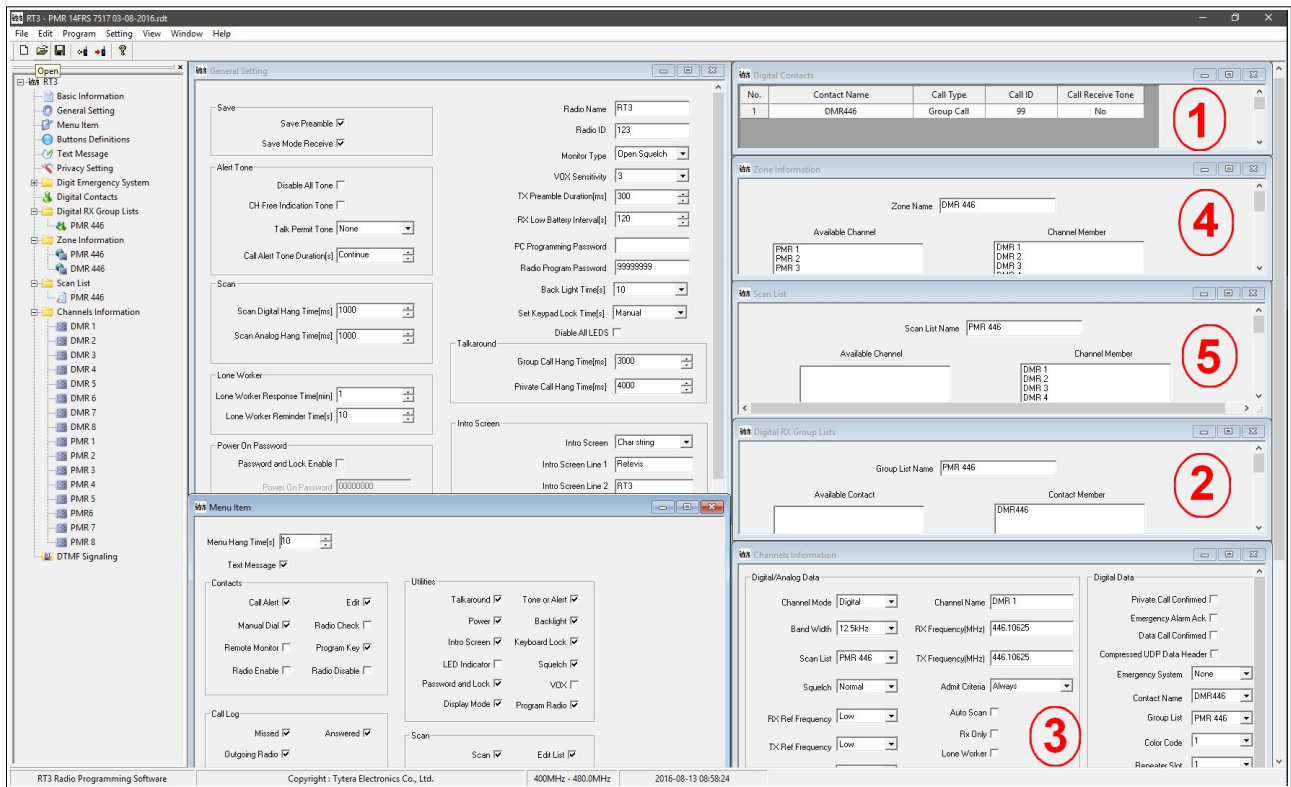 RT3 - PMR 14FRS 7517 03-08-2016.rdt
File Edit Program Setting View Window Help
Open
RT3
Basic Information
General Setting
Menu Item
Buttons Definitions
Text Message
Privacy Setting
Digit Emergency System
Digital Contacts
Digital RX Group Lists
PMR 446
Zone Information
PMR 446
DMR 446
Scan List
PMR 446
Channels Information
DMR 1
DMR 2
DMR 3
DMR 4
DMR 5
DMR 6
DMR 7
DMR 8
PMR 1
PMR 2
PMR 3
PMR 4
PMR 5
PMR6
PMR 7
PMR 8
DTMF Signaling
General Setting
Save
Save Preamble
Save Mode Receive
Alert Tone
Disable All Tone
CH Free Indication Tone
Talk Permit Tone None
Call Alert Tone Duration[s] Continue
Scan
Scan Digital Hang Time[ms] 1000
Scan Analog Hang Time[ms] 1000
Lone Worker
Lone Worker Response Time[min] 1
Lone Worker Reminder Time[s] 10
Power On Password
Password and Lock Enable
Power On Password 00000000
Radio Name RT3
Radio ID 123
Monitor Type Open Squelch
VOX Sensitivity 3
TX Preamble Duration[ms] 300
RX Low Battery Interval[s] 120
PC Programming Password
Radio Program Password 99999999
Back Light Time[s] 10
Set Keypad Lock Time[s] Manual
Diable All LEDS
Talkaround
Group Call Hang Time[ms] 3000
Private Call Hang Time[ms] 4000
Intro Screen
Intro Screen Char string
Intro Screen Line 1 Retevis
Intro Screen Line 2 RT3
Menu Item
Menu Hang Time[s] 10
Text Message
Contacts
Call Alert Edit
Manual Dial Radio Check
Remote Monitor Program Key
Radio Enable Radio Disable
Call Log
Missed Answered
Outgoing Radio
Utilities
Talkaround Tone or Alert
Power Backlight
Intro Screen Keyboard Lock
LED Indicator Squelch
Password and Lock VOX
Display Mode Program Radio
Scan
Scan Edit List
Digital Contacts
No. Contact Name Call Type Call ID Call Receive Tone
1 DMR446 Group Call 99 No
1
Zone Information
Zone Name DMR 446
Available Channel Channel Member
PMR 1 DMR 1
PMR 2 DMR 2
PMR 3 DMR 3
4
Scan List
Scan List Name PMR 446
Available Channel Channel Member
DMR 1
DMR 2
DMR 3
DMR 4
5
Digital RX Group Lists
Group List Name PMR 446
Available Contact Contact Member
DMR446
2
Channels Information
Digital/Analog Data
Channel Mode Digital Channel Name DMR 1
Band Width 12.5kHz RX Frequency(MHz) 446.10625
Scan List PMR 446 TX Frequency(MHz) 446.10625
Squelch Normal Admit Criteria Always
RX Ref Frequency Low Auto Scan
Rx Only
TX Ref Frequency Low Lone Worker
3
Digital Data
Private Call Confirmed
Emergency Alarm Ack
Data Call Confirmed
Compressed UDP Data Header
Emergency System None
Contact Name DMR446
Group List PMR 446
Color Code 1
Repeater Slot 1
RT3 Radio Programming Software Copyright : Tytera Electronics Co., Ltd. 400MHz - 480.0MHz 2016-08-13 08:58:24